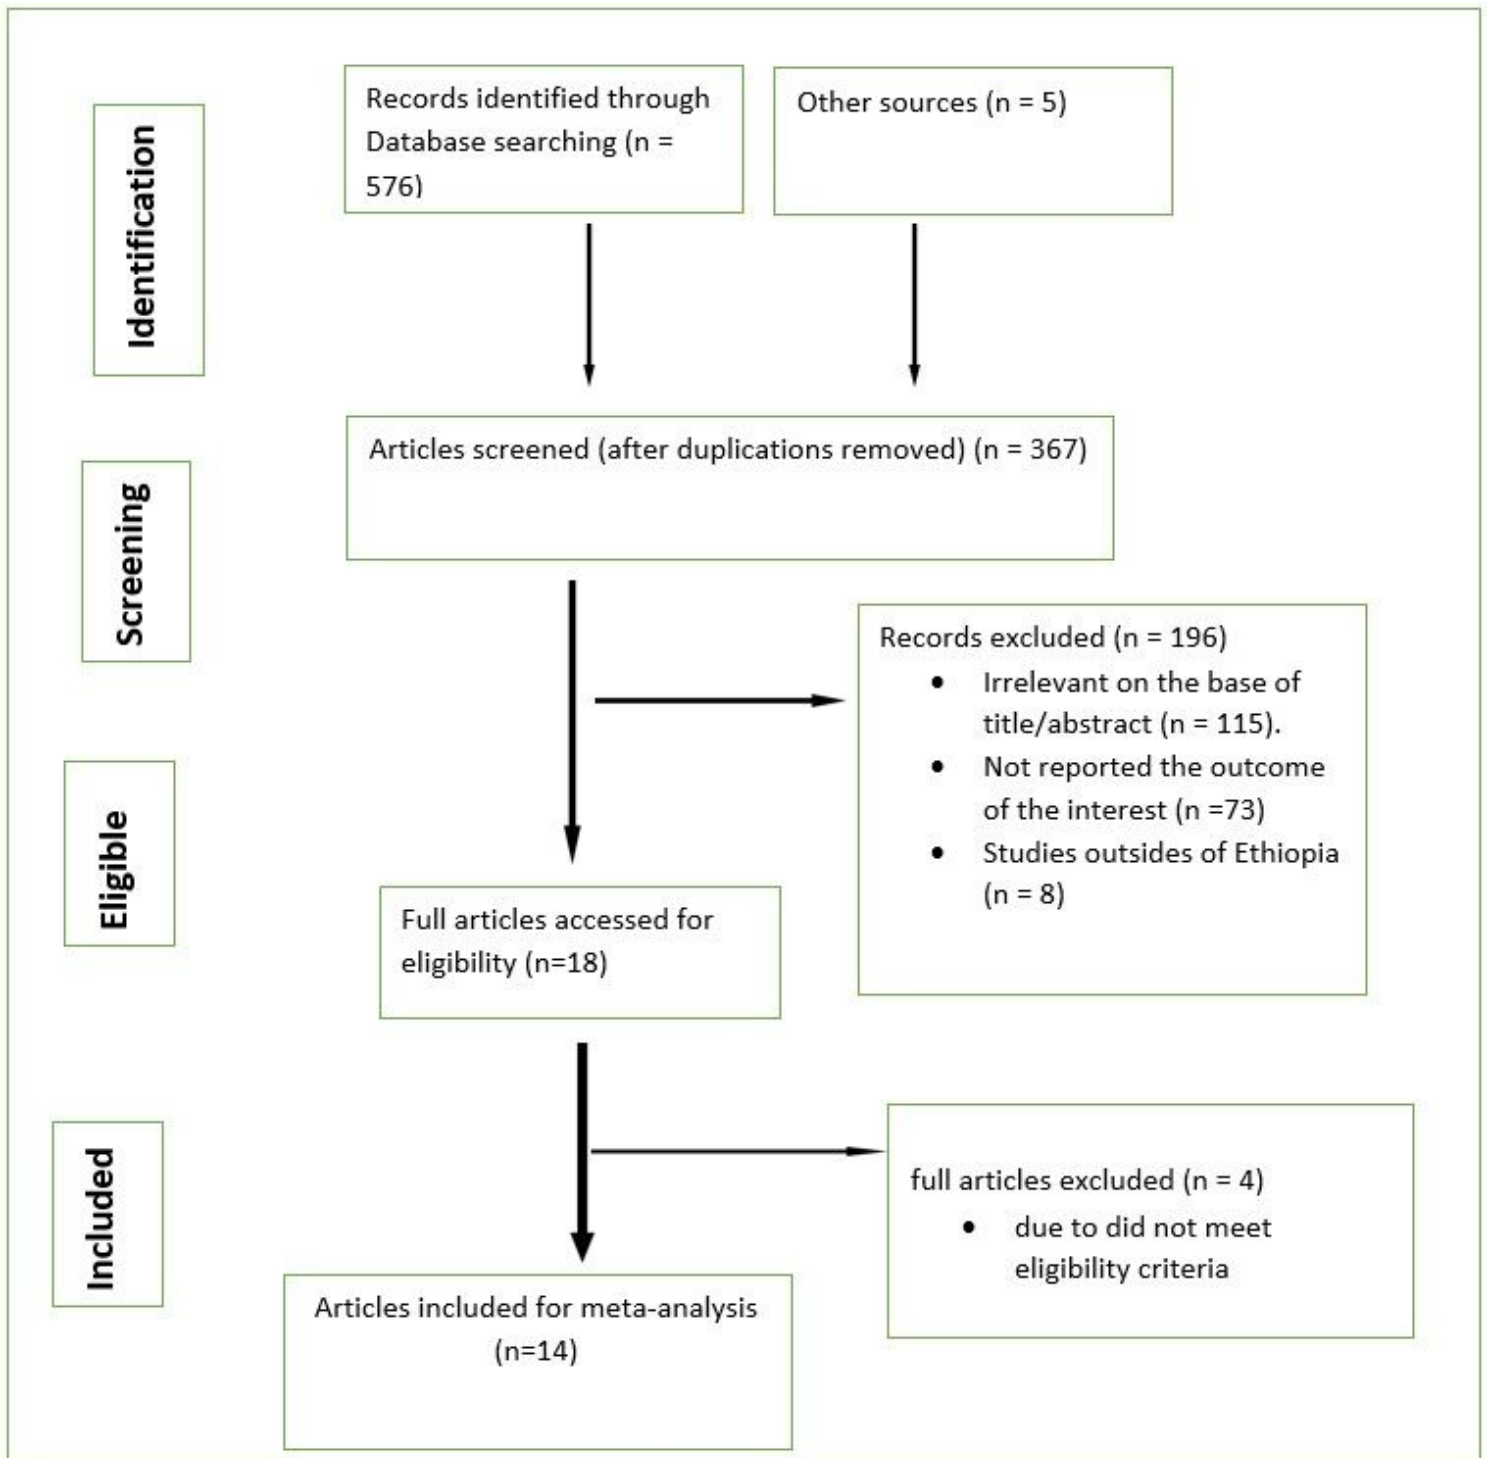 Identification
Records identified through
Database searching (n =
576)
Other sources (n = 5)
Screening
Articles screened (after duplications removed) (n = 367)
Records excluded (n = 196)
• Irrelevant on the base of
title/abstract (n = 115).
• Not reported the outcome
of the interest (n =73)
• Studies outsides of Ethiopia
(n = 8)
Eligible
Full articles accessed for
eligibility (n=18)
Included
full articles excluded (n = 4)
• due to did not meet
eligibility criteria
Articles included for meta-analysis
(n=14)